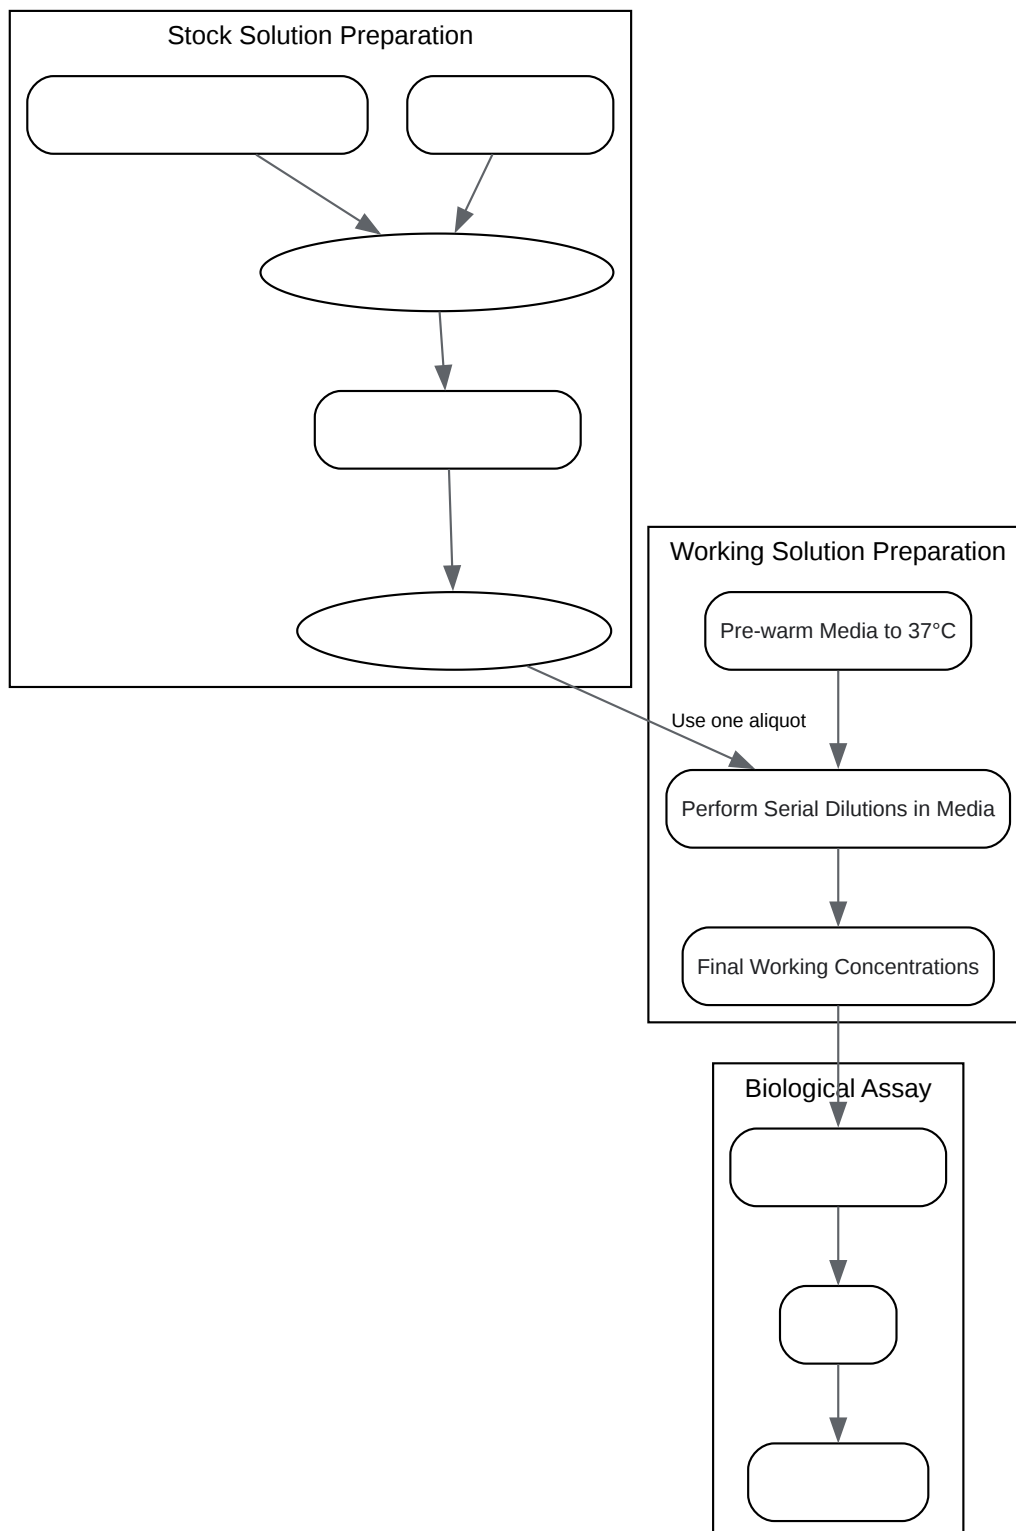 Stock Solution Preparation
Working Solution Preparation
Pre-warm Media to 37°C
Use one aliquot
Perform Serial Dilutions in Media
Final Working Concentrations
Biological Assay